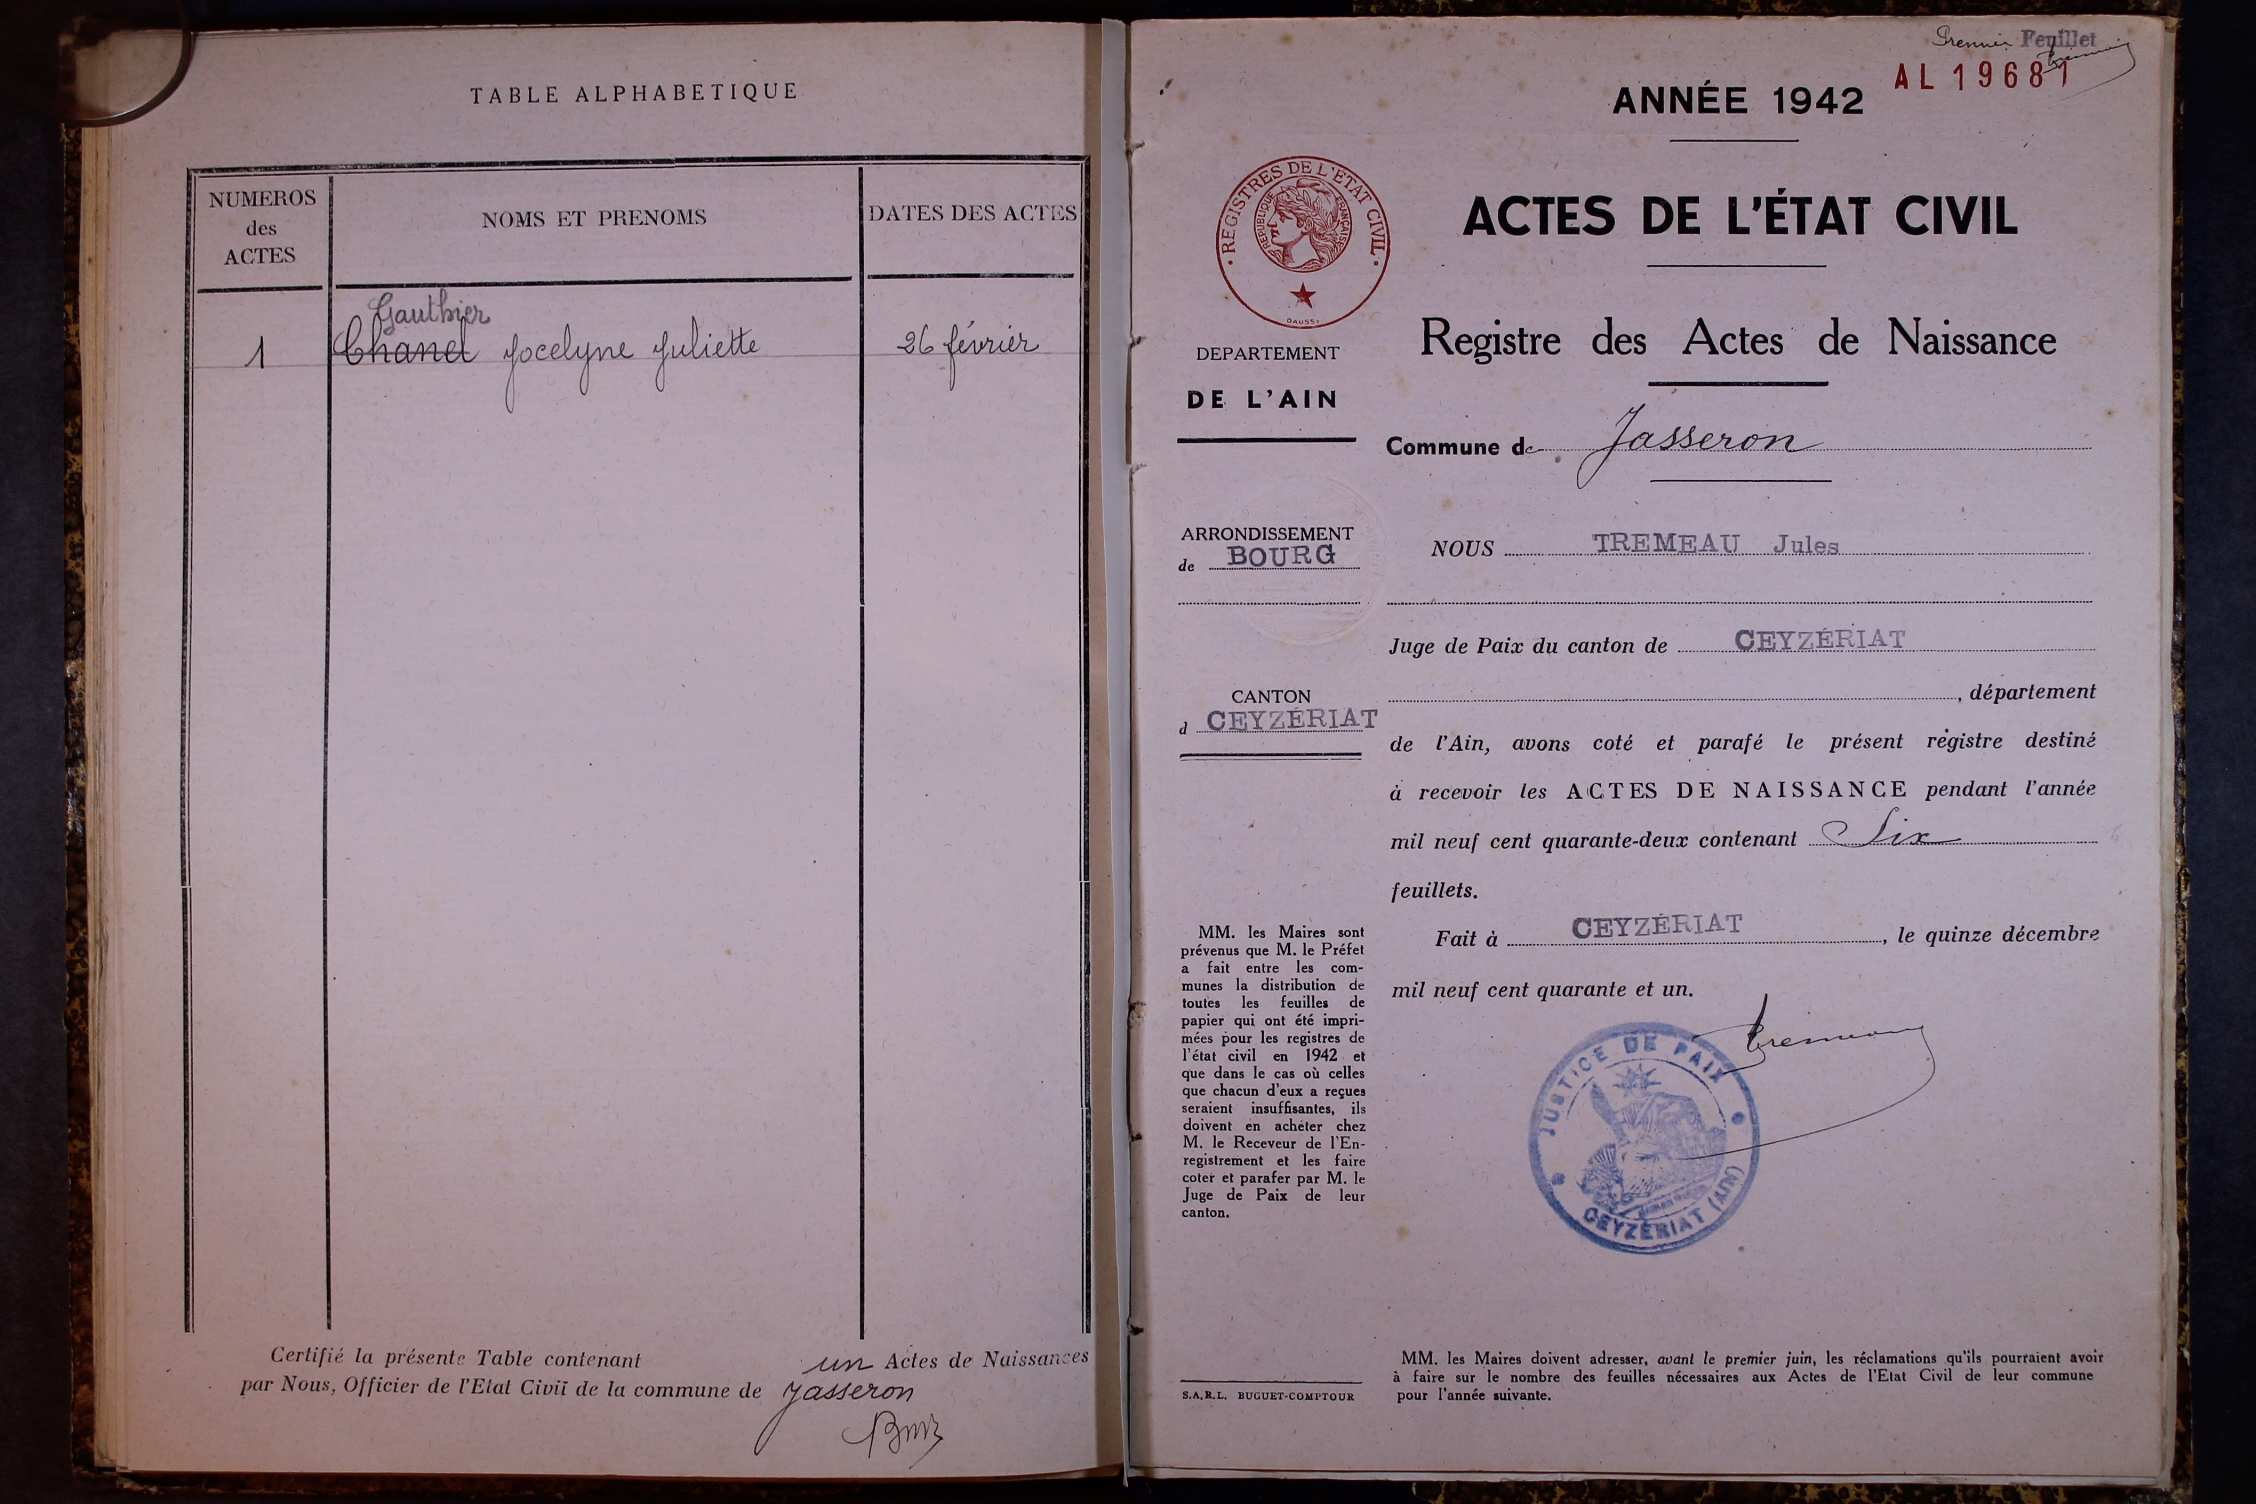 TABLE ALPHABETIQUE
NUMEROS
des
ACTES
NOMS ET PRENOMS
DATES DES ACTES
Gauthier
1 Chanel Jocelyne Juliette 26 février
Certifié la présente Table contenant un Actes de Naissances
par Nous, Officier de l'Etat Civil de la commune de Jasseron
Premier Feuillet
AL 19681
ANNÉE 1942
REGISTRES DE L'ETAT CIVIL
REPUBLIQUE FRANÇAISE
ACTES DE L'ÉTAT CIVIL
Registre des Actes de Naissance
DEPARTEMENT
DE L'AIN
Commune de Jasseron
ARRONDISSEMENT
de BOURG
CANTON
d CEYZÉRIAT
NOUS TREMEAU Jules
Juge de Paix du canton de CEYZÉRIAT
, département
de l'Ain, avons coté et parafé le présent régistre destiné
à recevoir les ACTES DE NAISSANCE pendant l'année
mil neuf cent quarante-deux contenant Six
feuillets.
Fait à CEYZÉRIAT, le quinze décembre
mil neuf cent quarante et un.
Tremeau
JUSTICE DE PAIX
CEYZÉRIAT (AIN)
MM. les Maires sont
prévenus que M. le Préfet
a fait entre les com-
munes la distribution de
toutes les feuilles de
papier qui ont été impri-
mées pour les registres de
l'état civil en 1942 et
que dans le cas où celles
que chacun d'eux a reçues
seraient insuffisantes, ils
doivent en acheter chez
M. le Receveur de l'En-
registrement et les faire
coter et parafer par M. le
Juge de Paix de leur
canton.
S.A.R.L. BUGUET-COMPTOUR
MM. les Maires doivent adresser, avant le premier juin, les réclamations qu'ils pourraient avoir
à faire sur le nombre des feuilles nécessaires aux Actes de l'Etat Civil de leur commune
pour l'année suivante.